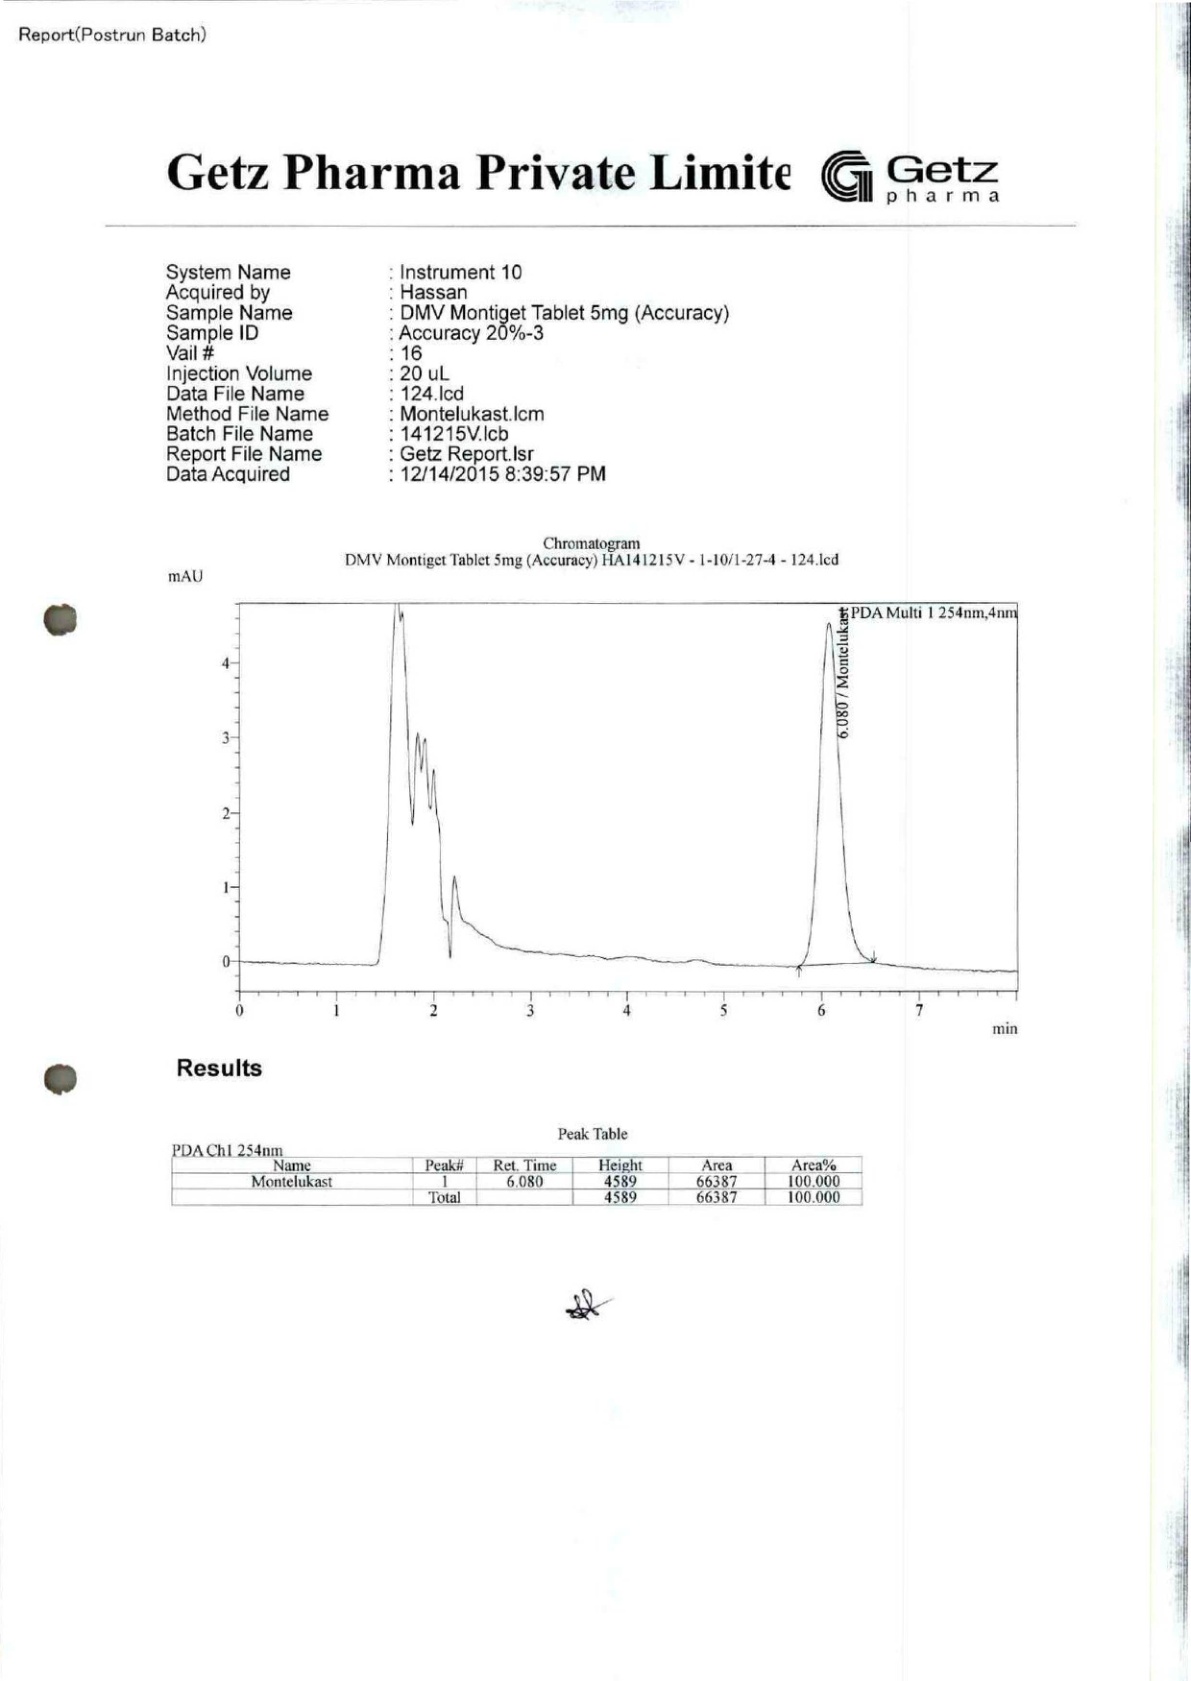 Report(Postrun Batch)
Getz Pharma Private Limite
Getz
pharma
System Name : Instrument 10
Acquired by : Hassan
Sample Name : DMV Montiget Tablet 5mg (Accuracy)
Sample ID : Accuracy 20%-3
Vail # : 16
Injection Volume : 20 uL
Data File Name : 124.lcd
Method File Name : Montelukast.lcm
Batch File Name : 141215V.lcb
Report File Name : Getz Report.lsr
Data Acquired : 12/14/2015 8:39:57 PM
Chromatogram
DMV Montiget Tablet 5mg (Accuracy) HA141215V - 1-10/1-27-4 - 124.lcd
mAU
PDA Multi 1 254nm,4nm
6.080 / Montelukast
4
3
2
1
0
0 1 2 3 4 5 6 7
min
Results
Peak Table
PDA Ch1 254nm
Name Peak# Ret. Time Height Area Area%
Montelukast 1 6.080 4589 66387 100.000
Total 4589 66387 100.000